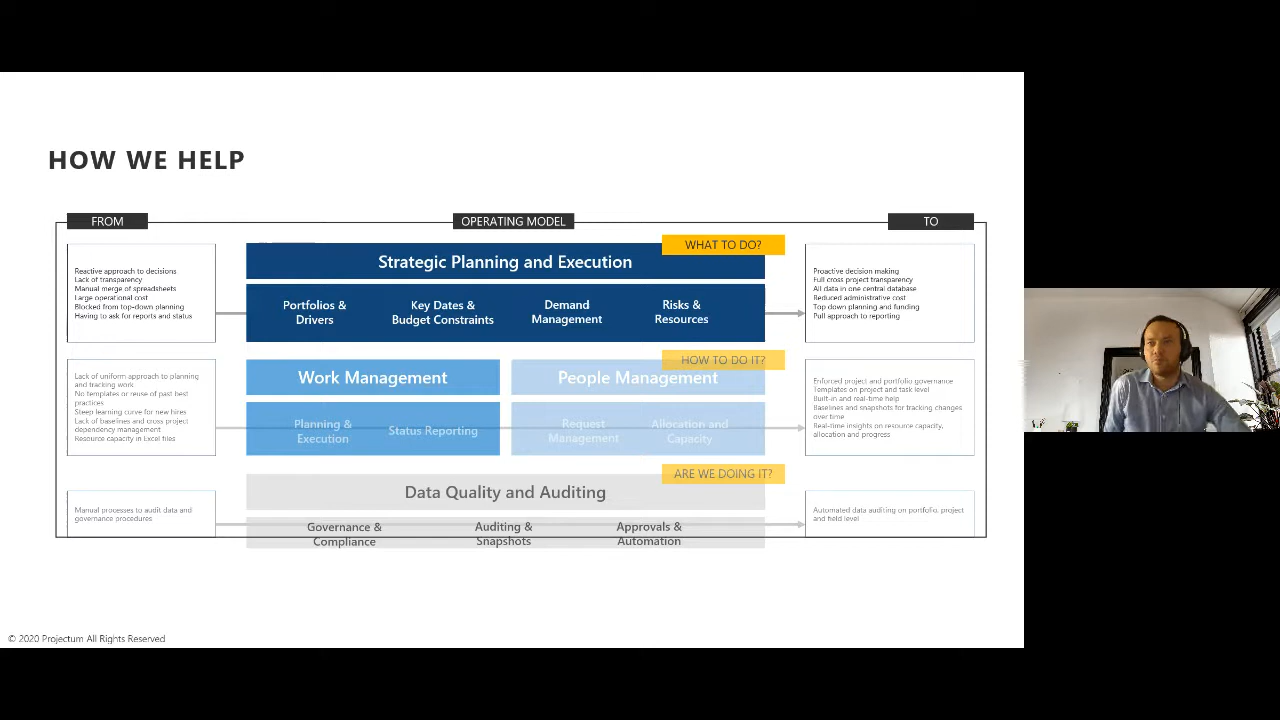 HOW WE HELP
FROM
OPERATING MODEL
TO
WHAT TO DO?
Strategic Planning and Execution
Reactive approach to decisions
Lack of transparency
Manual merge of spreadsheets
Large operational cost
Blocked from top-down planning
Having to ask for reports and status
Portfolios &
Drivers
Key Dates &
Budget Constraints
Demand
Management
Risks &
Resources
Proactive decision making
Full cross project transparency
All data in one central database
Reduced administrative cost
Top down planning and funding
Pull approach to reporting
HOW TO DO IT?
Work Management
People Management
Lack of uniform approach to planning
and tracking work
No templates or reuse of past best
practices
Steep learning curve for new hires
Lack of baselines and cross project
dependency management
Resource capacity in Excel files
Planning &
Execution
Status Reporting
Request
Management
Allocation and
Capacity
Enforced project and portfolio governance
Templates on project and task level
Built-in and real-time help
Baselines and snapshots for tracking changes
over time
Real-time insights on resource capacity,
allocation and progress
ARE WE DOING IT?
Data Quality and Auditing
Manual processes to audit data and
governance procedures
Governance &
Compliance
Auditing &
Snapshots
Approvals &
Automation
Automated data auditing on portfolio, project
and field level
© 2020 Projectum All Rights Reserved